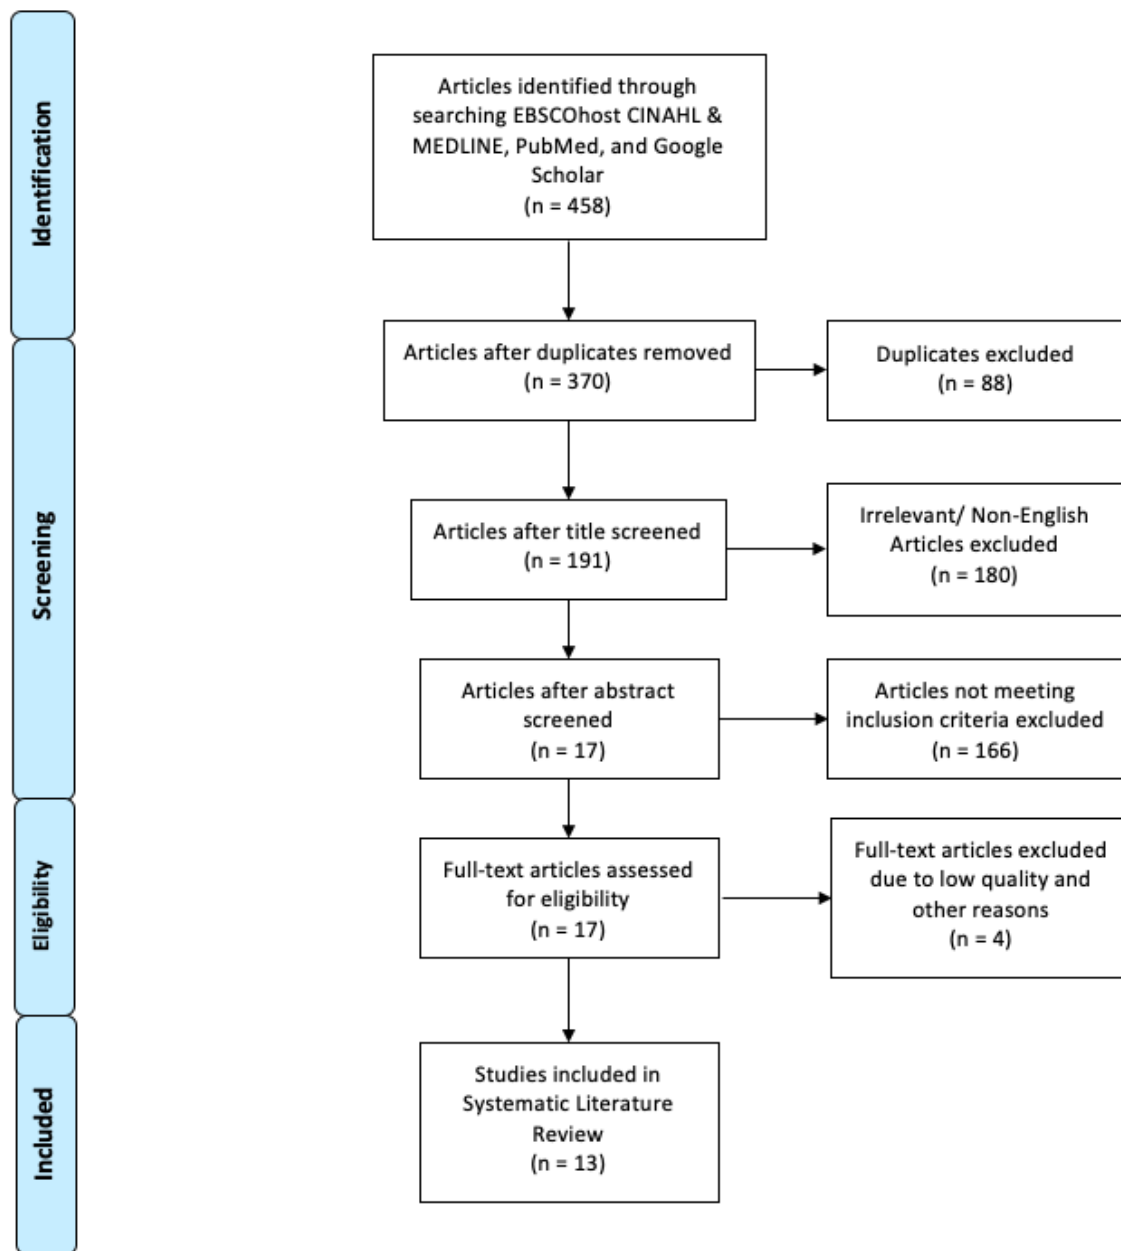 Identification
Articles identified through
searching EBSCOhost CINAHL &
MEDLINE, PubMed, and Google
Scholar
(n = 458)
Screening
Articles after duplicates removed
(n = 370)
Duplicates excluded
(n = 88)
Articles after title screened
(n = 191)
Irrelevant/ Non-English
Articles excluded
(n = 180)
Articles after abstract
screened
(n = 17)
Articles not meeting
inclusion criteria excluded
(n = 166)
Eligibility
Full-text articles assessed
for eligibility
(n = 17)
Full-text articles excluded
due to low quality and
other reasons
(n = 4)
Included
Studies included in
Systematic Literature
Review
(n = 13)